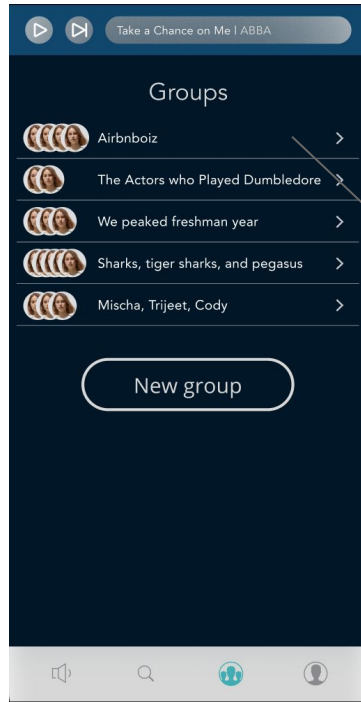 Take a Chance on Me | ABBA
Groups
Airbnboiz
The Actors who Played Dumbledore
We peaked freshman year
Sharks, tiger sharks, and pegasus
Mischa, Trijeet, Cody
New group